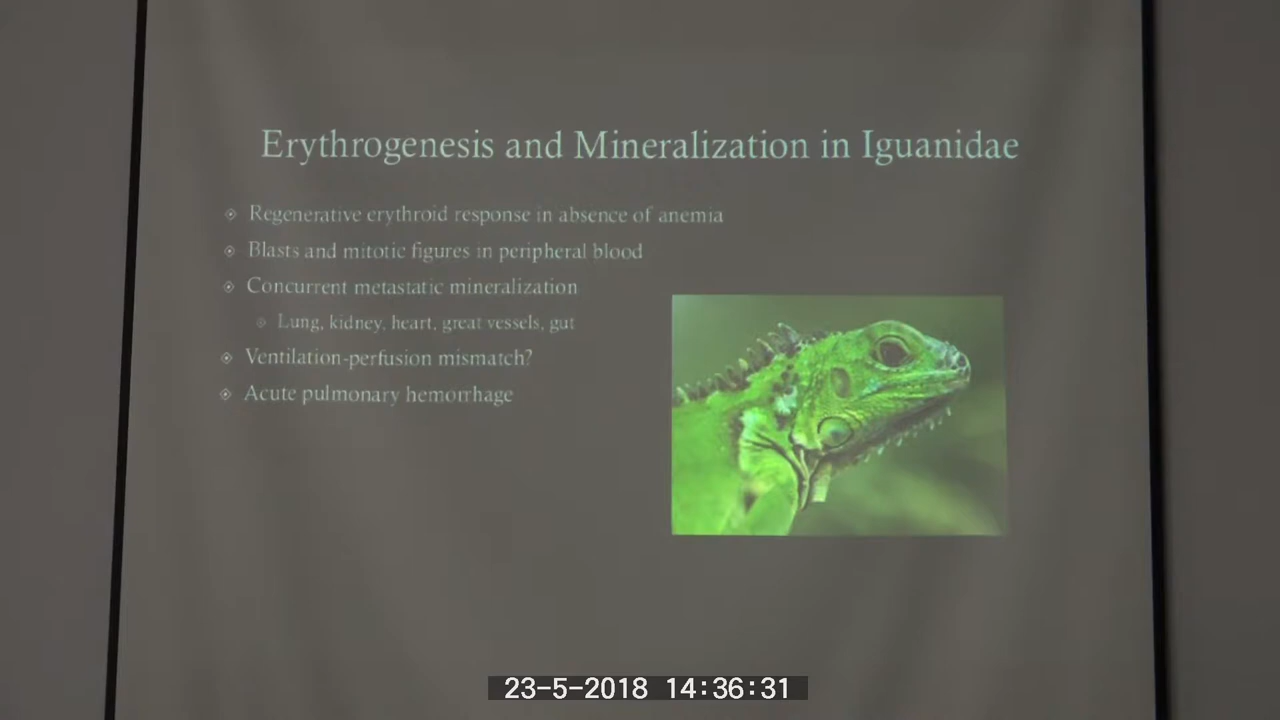 Erythrogenesis and Mineralization in Iguanidae
Regenerative erythroid response in absence of anemia
Blasts and mitotic figures in peripheral blood
Concurrent metastatic mineralization
Lung, kidney, heart, great vessels, gut
Ventilation-perfusion mismatch?
Acute pulmonary hemorrhage
23-5-2018 14:36:31